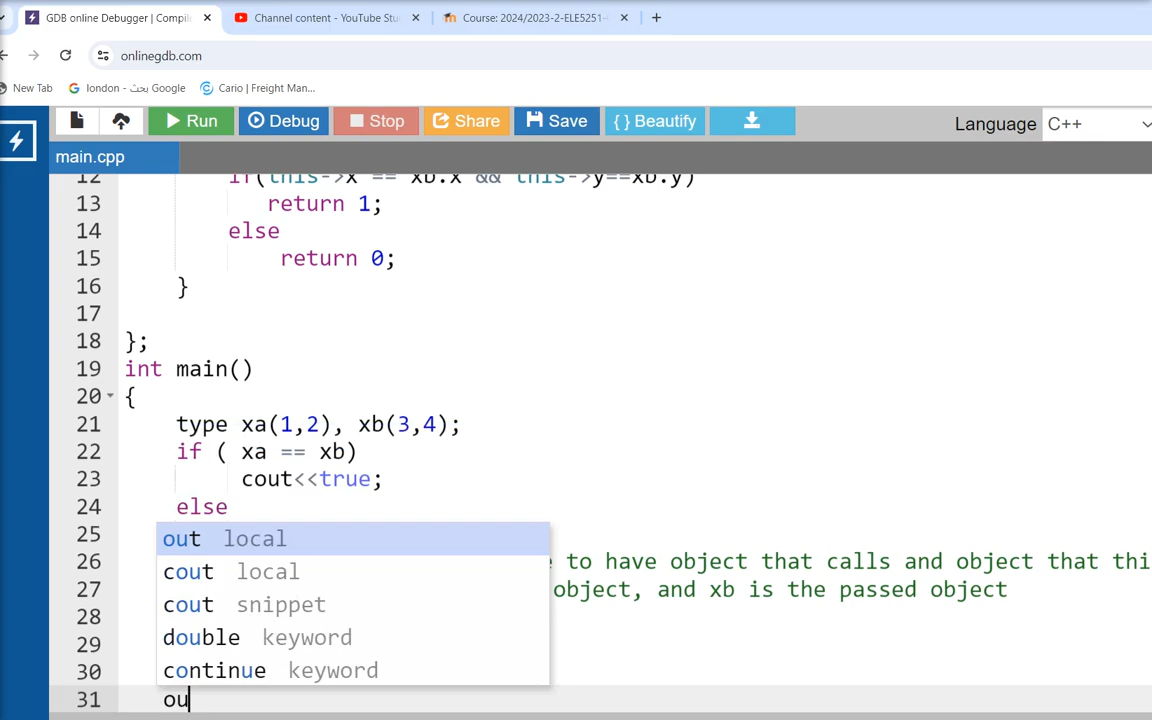 GDB online Debugger | Compile
Channel content - YouTube Stu
Course: 2024/2023-2-ELE5251-
onlinegdb.com
New Tab
london - بحث Google
Cario | Freight Man...
Run
Debug
Stop
Share
Save
{ } Beautify
Language C++
main.cpp
12 if(this->x == xb.x && this->y==xb.y)
13 return 1;
14 else
15 return 0;
16 }
17
18 };
19 int main()
20 {
21 type xa(1,2), xb(3,4);
22 if ( xa == xb)
23 cout<<true;
24 else
25
26 to have object that calls and object that thi
27 object, and xb is the passed object
28
29
30
31 ou
out local
cout local
cout snippet
double keyword
continue keyword